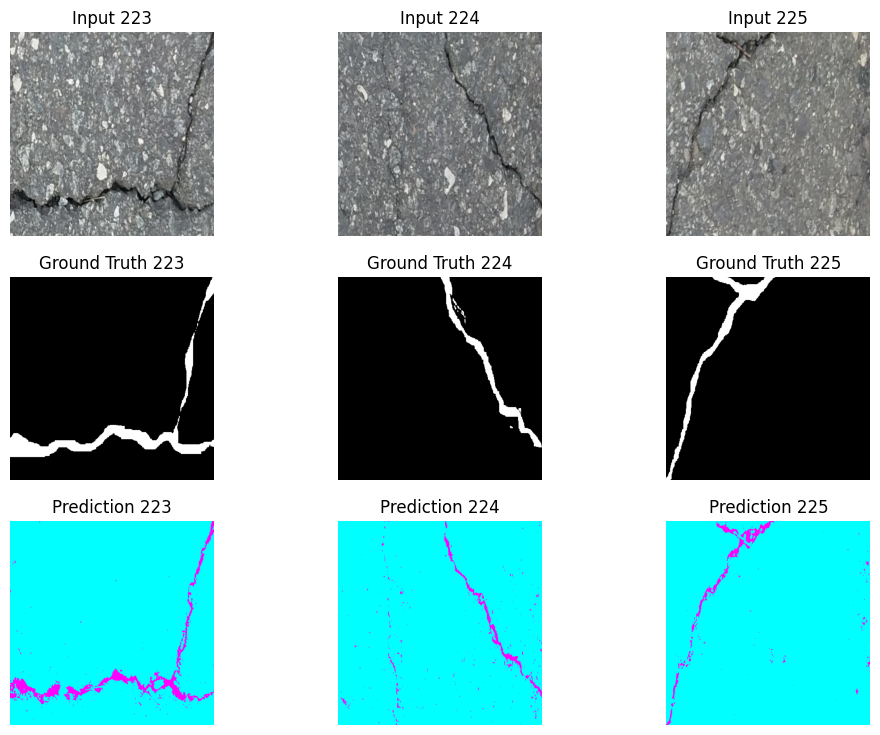 Input 223
Input 224
Input 225
Ground Truth 223
Ground Truth 224
Ground Truth 225
Prediction 223
Prediction 224
Prediction 225